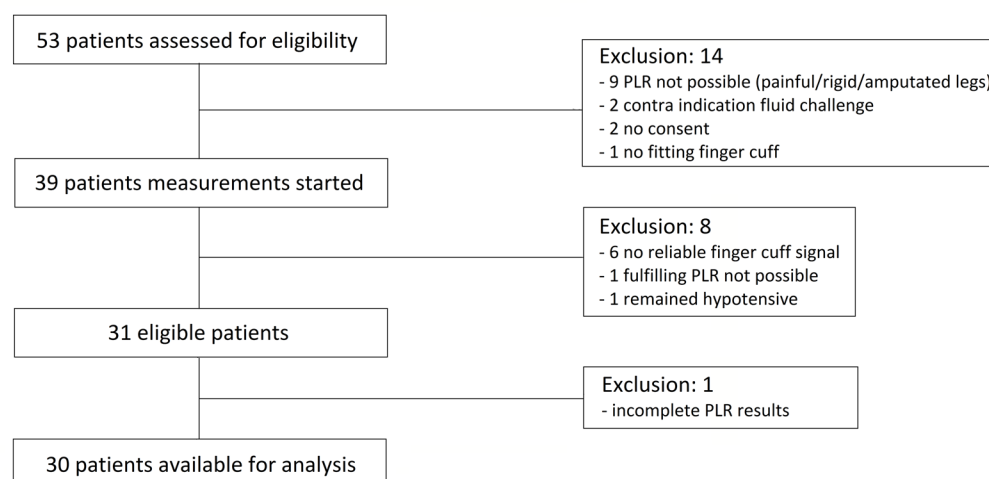 53 patients assessed for eligibility
Exclusion: 14
- 9 PLR not possible (painful/rigid/amputated legs)
- 2 contra indication fluid challenge
- 2 no consent
- 1 no fitting finger cuff
39 patients measurements started
Exclusion: 8
- 6 no reliable finger cuff signal
- 1 fulfilling PLR not possible
- 1 remained hypotensive
31 eligible patients
Exclusion: 1
- incomplete PLR results
30 patients available for analysis